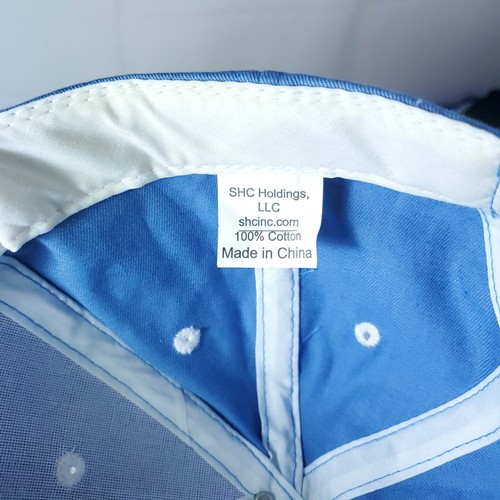 SHC Holdings,
LLC
shcinc.com
100% Cotton
Made in China